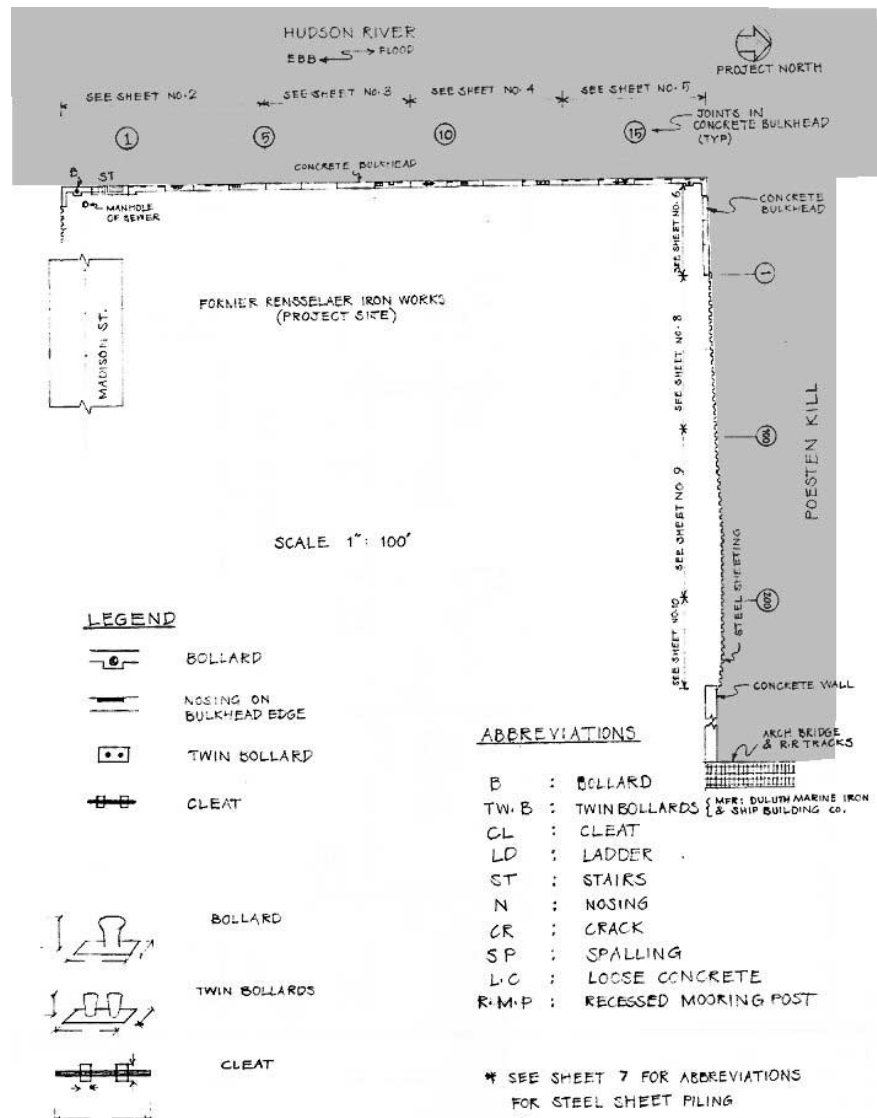 HUDSON RIVER
EBB FLOOD
PROJECT NORTH
SEE SHEET NO. 2
SEE SHEET NO. 3
SEE SHEET NO. 4
SEE SHEET NO. 5
JOINTS IN
CONCRETE BULKHEAD
(TYP)
1
5
10
15
CONCRETE BULKHEAD
B
ST
MANHOLE
OF SEWER
CONCRETE
BULKHEAD
SEE SHEET NO. 6
1
FORMER RENSSELAER IRON WORKS
(PROJECT SITE)
MADISON ST.
SEE SHEET NO. 8
100
POESTEN KILL
SEE SHEET NO. 9
SCALE 1": 100'
STEEL SHEETING
200
SEE SHEET NO. 10
CONCRETE WALL
ARCH BRIDGE
& R.R TRACKS
LEGEND
BOLLARD
NOSING ON
BULKHEAD EDGE
TWIN BOLLARD
CLEAT
BOLLARD
TWIN BOLLARDS
CLEAT
ABBREVIATIONS
B : BOLLARD
TW. B : TWIN BOLLARDS { MFR: DULUTH MARINE IRON
& SHIP BUILDING CO.
CL : CLEAT
LD : LADDER
ST : STAIRS
N : NOSING
CR : CRACK
SP : SPALLING
L.C : LOOSE CONCRETE
R.M.P : RECESSED MOORING POST
* SEE SHEET 7 FOR ABBREVIATIONS
FOR STEEL SHEET PILING